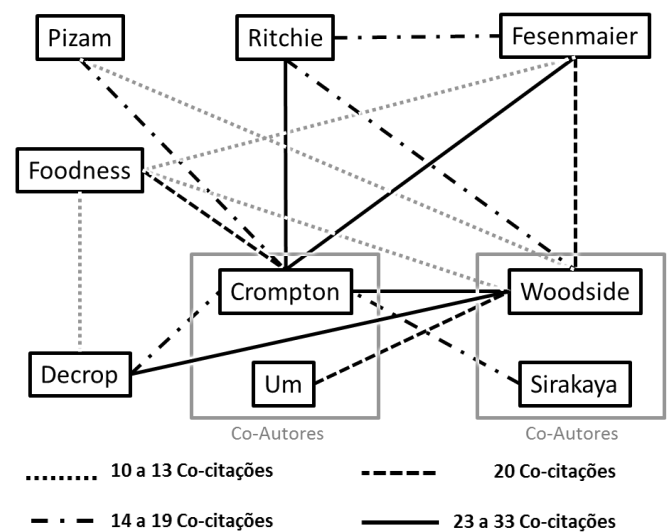 Pizam
Ritchie
Fesenmaier
Foodness
Crompton
Woodside
Decrop
Um
Sirakaya
Co-Autores
Co-Autores
10 a 13 Co-citações
20 Co-citações
14 a 19 Co-citações
23 a 33 Co-citações